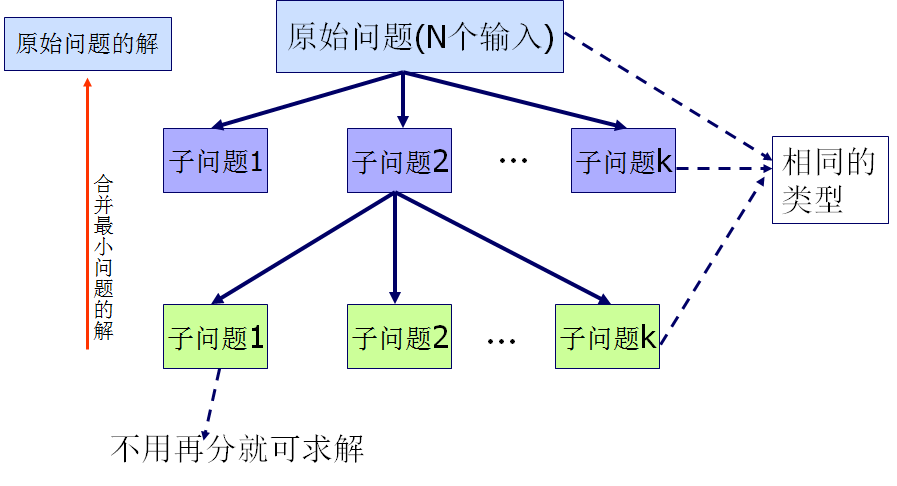 原始问题的解
原始问题(N个输入)
子问题1
子问题2
…
子问题k
相同的
类型
合并最小问题的解
子问题1
子问题2
…
子问题k
不用再分就可求解